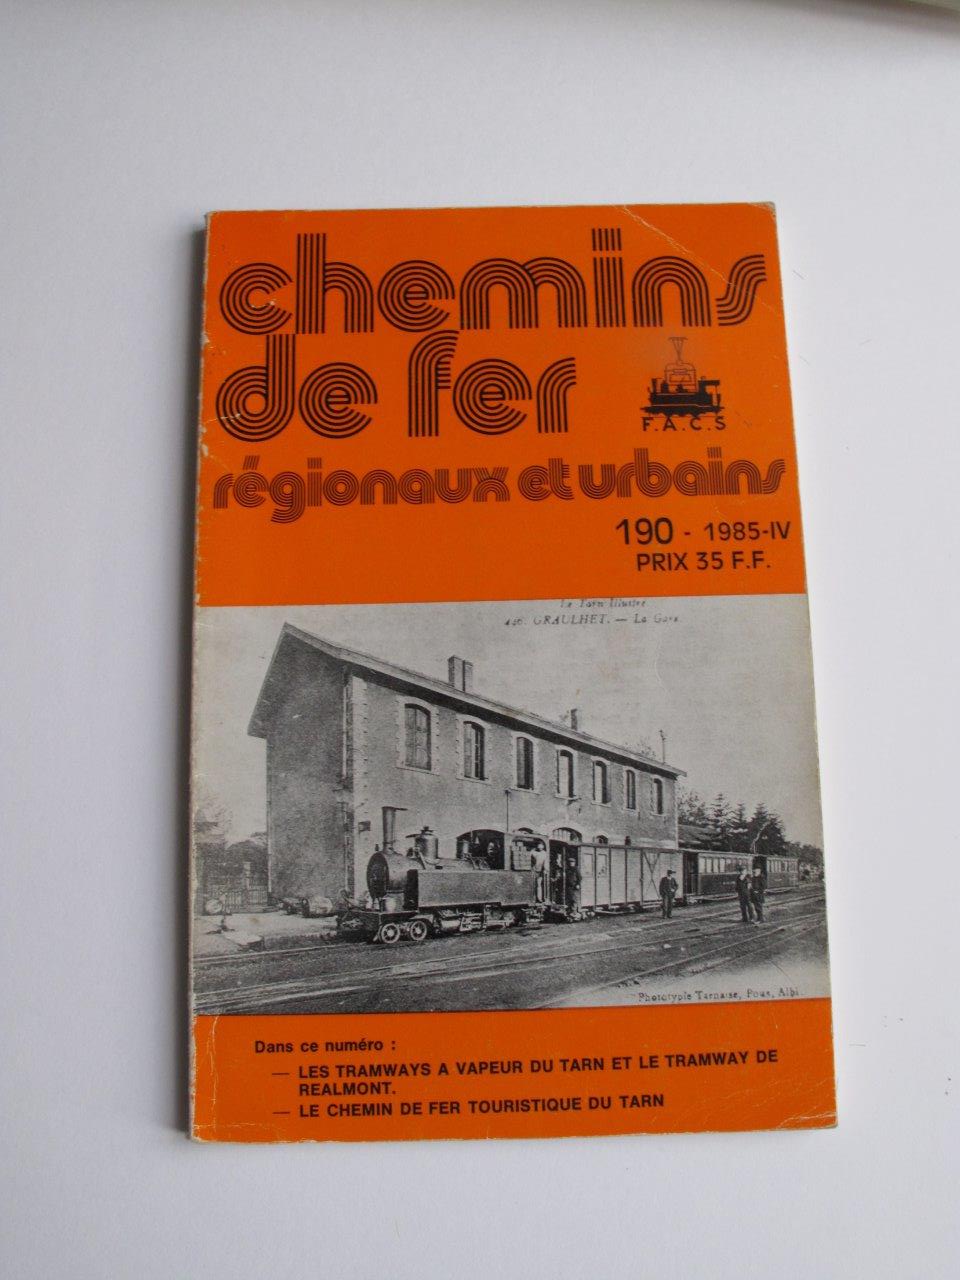 chemins
de fer
F.A.C.S
régionaux et urbains
190 - 1985-IV
PRIX 35 F.F.
Le Tarn Illustré
446. GRAULHET. — La Gare.
Phototypie Tarnaise, Poux, Albi
Dans ce numéro :
— LES TRAMWAYS A VAPEUR DU TARN ET LE TRAMWAY DE
REALMONT.
— LE CHEMIN DE FER TOURISTIQUE DU TARN